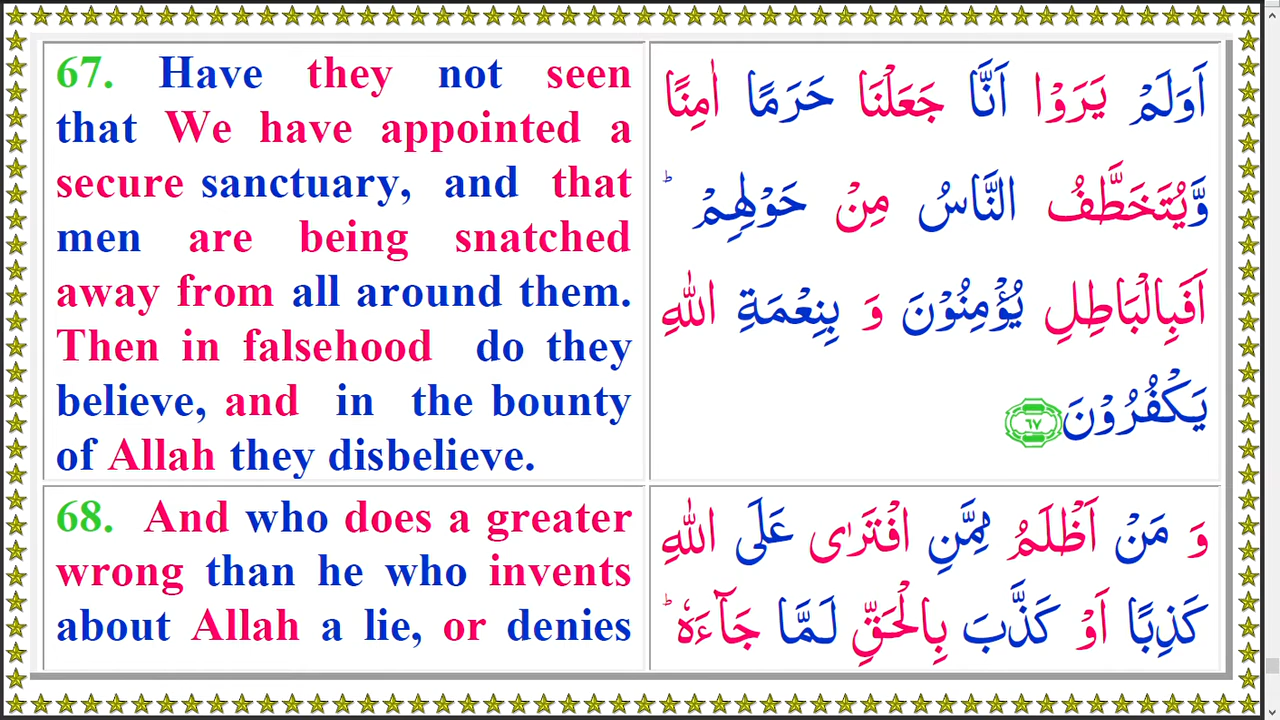 67. Have they not seen
that We have appointed a
secure sanctuary, and that
men are being snatched
away from all around them.
Then in falsehood do they
believe, and in the bounty
of Allah they disbelieve.
اَوَلَمْ يَرَوْا اَنَّا جَعَلْنَا حَرَمًا اٰمِنًا
وَّيُتَخَطَّفُ النَّاسُ مِنْ حَوْلِهِمْ ؕ
اَفَبِالْبَاطِلِ يُؤْمِنُوْنَ وَ بِنِعْمَةِ اللّٰهِ
يَكْفُرُوْنَ ﴿۶۷﴾
68. And who does a greater
wrong than he who invents
about Allah a lie, or denies
وَ مَنْ اَظْلَمُ مِمَّنِ افْتَرٰى عَلَى اللّٰهِ
كَذِبًا اَوْ كَذَّبَ بِالْحَقِّ لَمَّا جَآءَهٗ ؕ